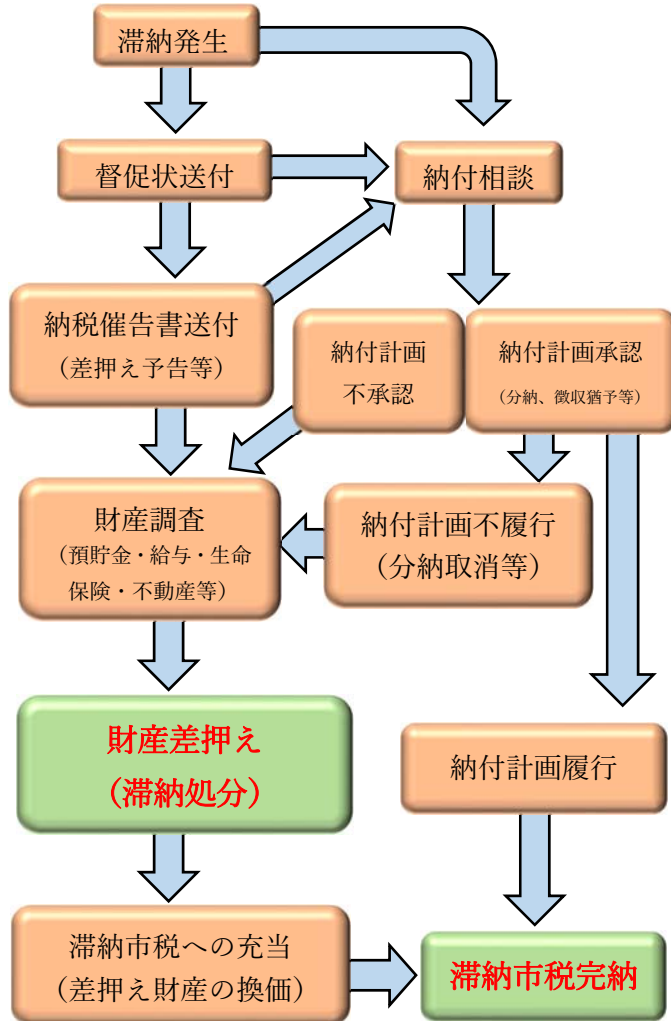 滞納発生
督促状送付
納付相談
納税催告書送付
(差押え予告等)
納付計画
不承認
納付計画承認
(分納、徴収猶予等)
財産調査
(預貯金・給与・生命
保険・不動産等)
納付計画不履行
(分納取消等)
財産差押え
(滞納処分)
納付計画履行
滞納市税への充当
(差押え財産の換価)
滞納市税完納